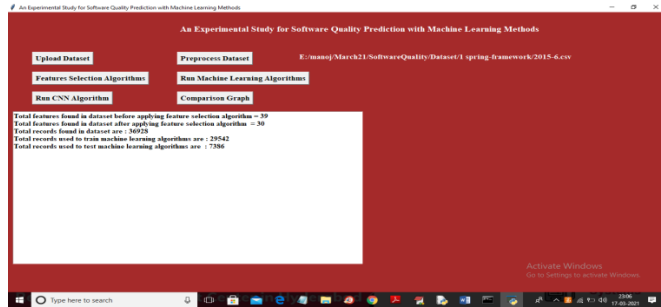 An Experimental Study for Software Quality Prediction with Machine Learning Methods
An Experimental Study for Software Quality Prediction with Machine Learning Methods
Upload Dataset
Preprocess Dataset
E:/manoj/March21/SoftwareQuality/Dataset/1 spring-framework/2015-6.csv
Features Selection Algorithms
Run Machine Learning Algorithms
Run CNN Algorithm
Comparison Graph
Total features found in dataset before applying feature selection algorithm = 39
Total features found in dataset after applying feature selection algorithm = 30
Total records found in dataset are : 36928
Total records used to train machine learning algorithms are : 29542
Total records used to test machine learning algorithms are : 7386
Activate Windows
Go to Settings to activate Windows.
Type here to search
23:06
17-03-2021